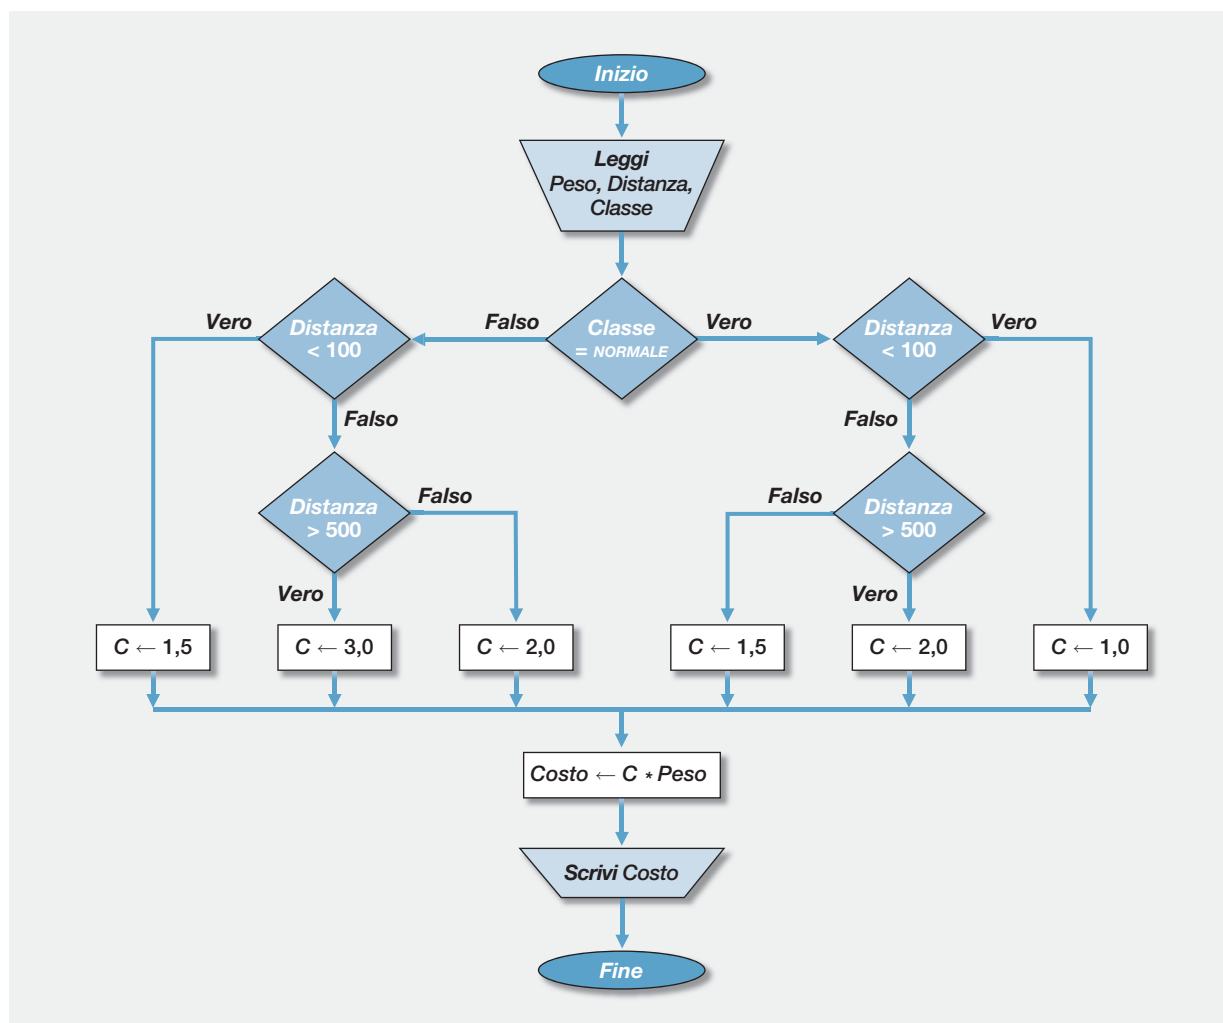 Inizio
Leggi
Peso, Distanza,
Classe
Vero
Distanza
< 100
Falso
Classe
= NORMALE
Vero
Distanza
< 100
Vero
Falso
Falso
Distanza
> 500
Falso
Falso
Distanza
> 500
Vero
Vero
C ← 1,5
C ← 3,0
C ← 2,0
C ← 1,5
C ← 2,0
C ← 1,0
Costo ← C * Peso
Scrivi Costo
Fine